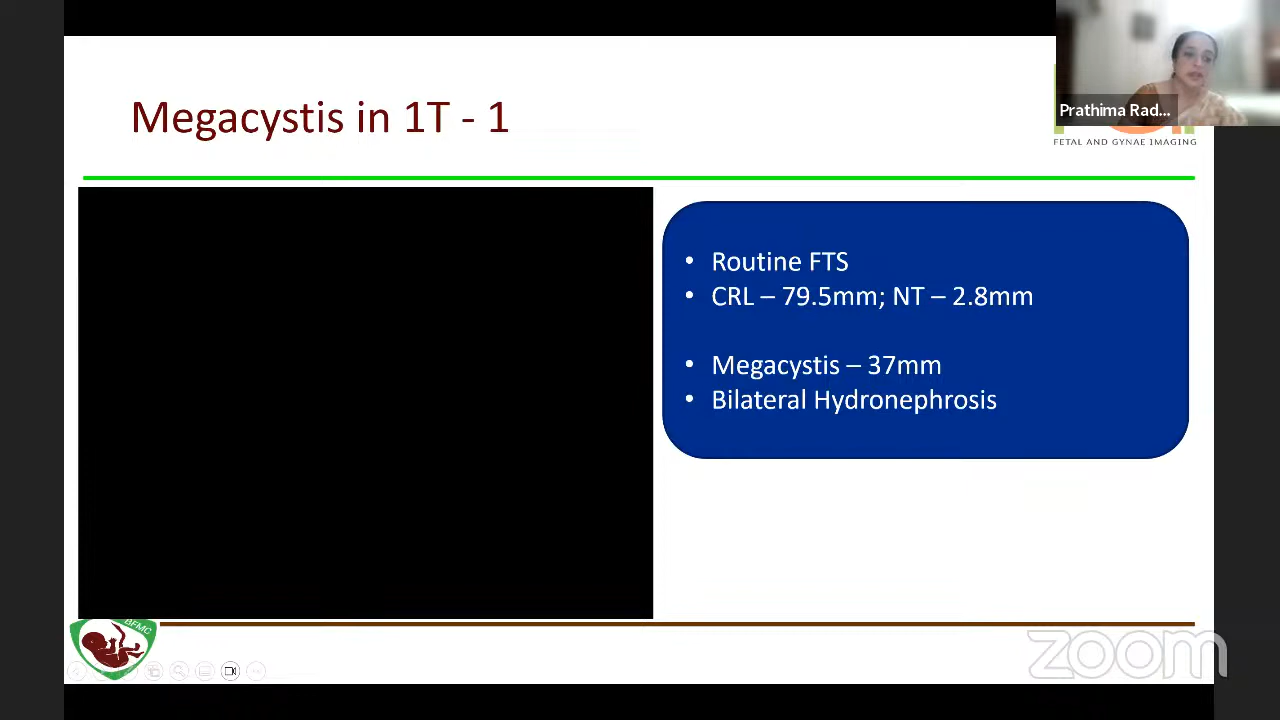 Megacystis in 1T - 1
Prathima Rad...
FETAL AND GYNAE IMAGING
• Routine FTS
• CRL – 79.5mm; NT – 2.8mm
• Megacystis – 37mm
• Bilateral Hydronephrosis
BFMC
zoom